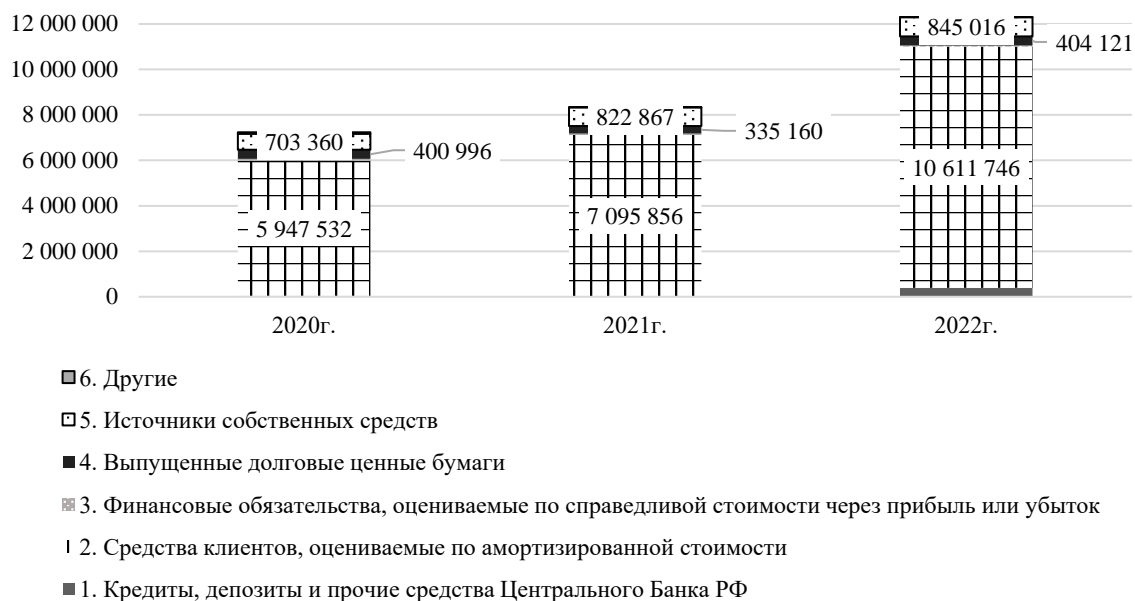 12 000 000
845 016
404 121
10 000 000
8 000 000
822 867
335 160
703 360
400 996
6 000 000
10 611 746
4 000 000
5 947 532
7 095 856
2 000 000
0
2020г.
2021г.
2022г.
6. Другие
5. Источники собственных средств
4. Выпущенные долговые ценные бумаги
3. Финансовые обязательства, оцениваемые по справедливой стоимости через прибыль или убыток
2. Средства клиентов, оцениваемые по амортизированной стоимости
1. Кредиты, депозиты и прочие средства Центрального Банка РФ